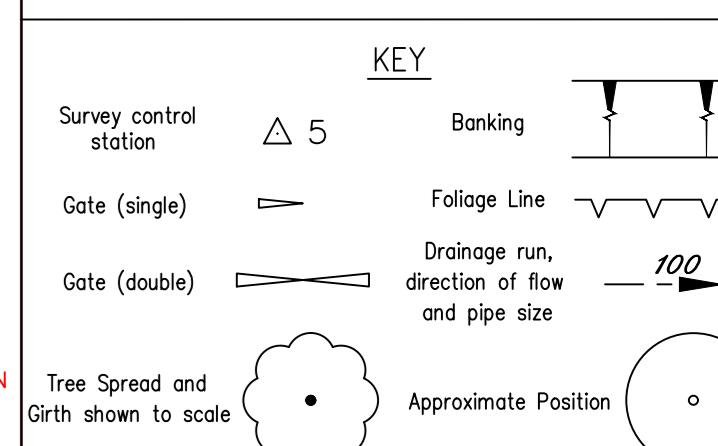 KEY
Survey control
station
5
Banking
Gate (single)
Foliage Line
Gate (double)
Drainage run,
direction of flow
and pipe size
100
Tree Spread and
Girth shown to scale
Approximate Position
N